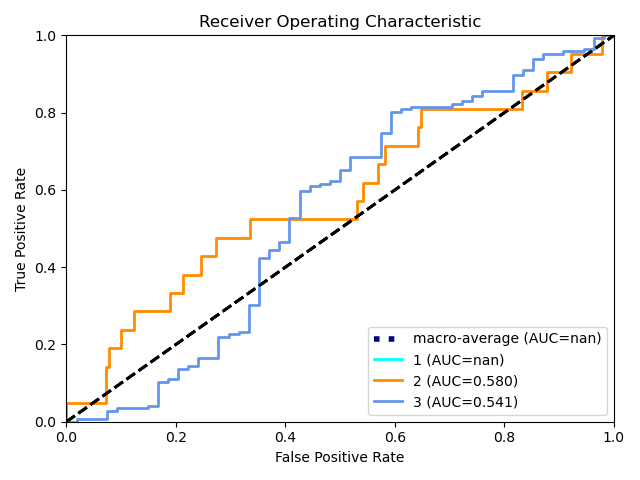 Receiver Operating Characteristic
1.0
0.8
0.6
0.4
0.2
0.0
True Positive Rate
macro-average (AUC=nan)
1 (AUC=nan)
2 (AUC=0.580)
3 (AUC=0.541)
0.0 0.2 0.4 0.6 0.8 1.0
False Positive Rate